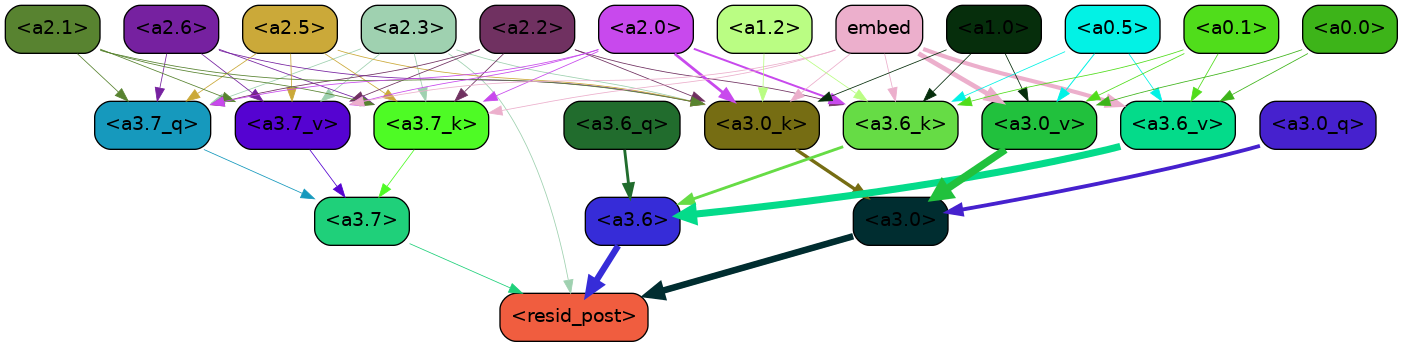 <a2.1> <a2.6> <a2.5> <a2.3> <a2.2> <a2.0> <a1.2> embed <a1.0> <a0.5> <a0.1> <a0.0>
<a3.7_q> <a3.7_v> <a3.7_k> <a3.6_q> <a3.0_k> <a3.6_k> <a3.0_v> <a3.6_v> <a3.0_q>
<a3.7> <a3.6> <a3.0>
<resid_post>